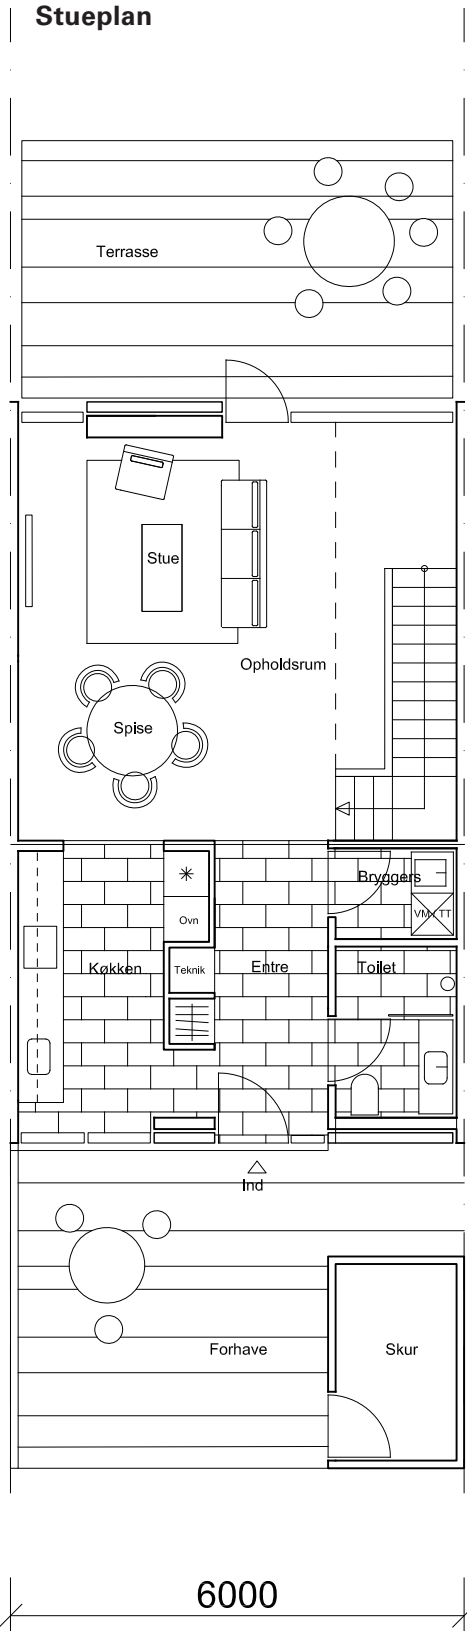 Stueplan
Terrasse
Stue
Opholdsrum
Spise
Bryggers
Ovn
VM / TT
Køkken
Teknik
Entre
Toilet
Ind
Forhave
Skur
6000